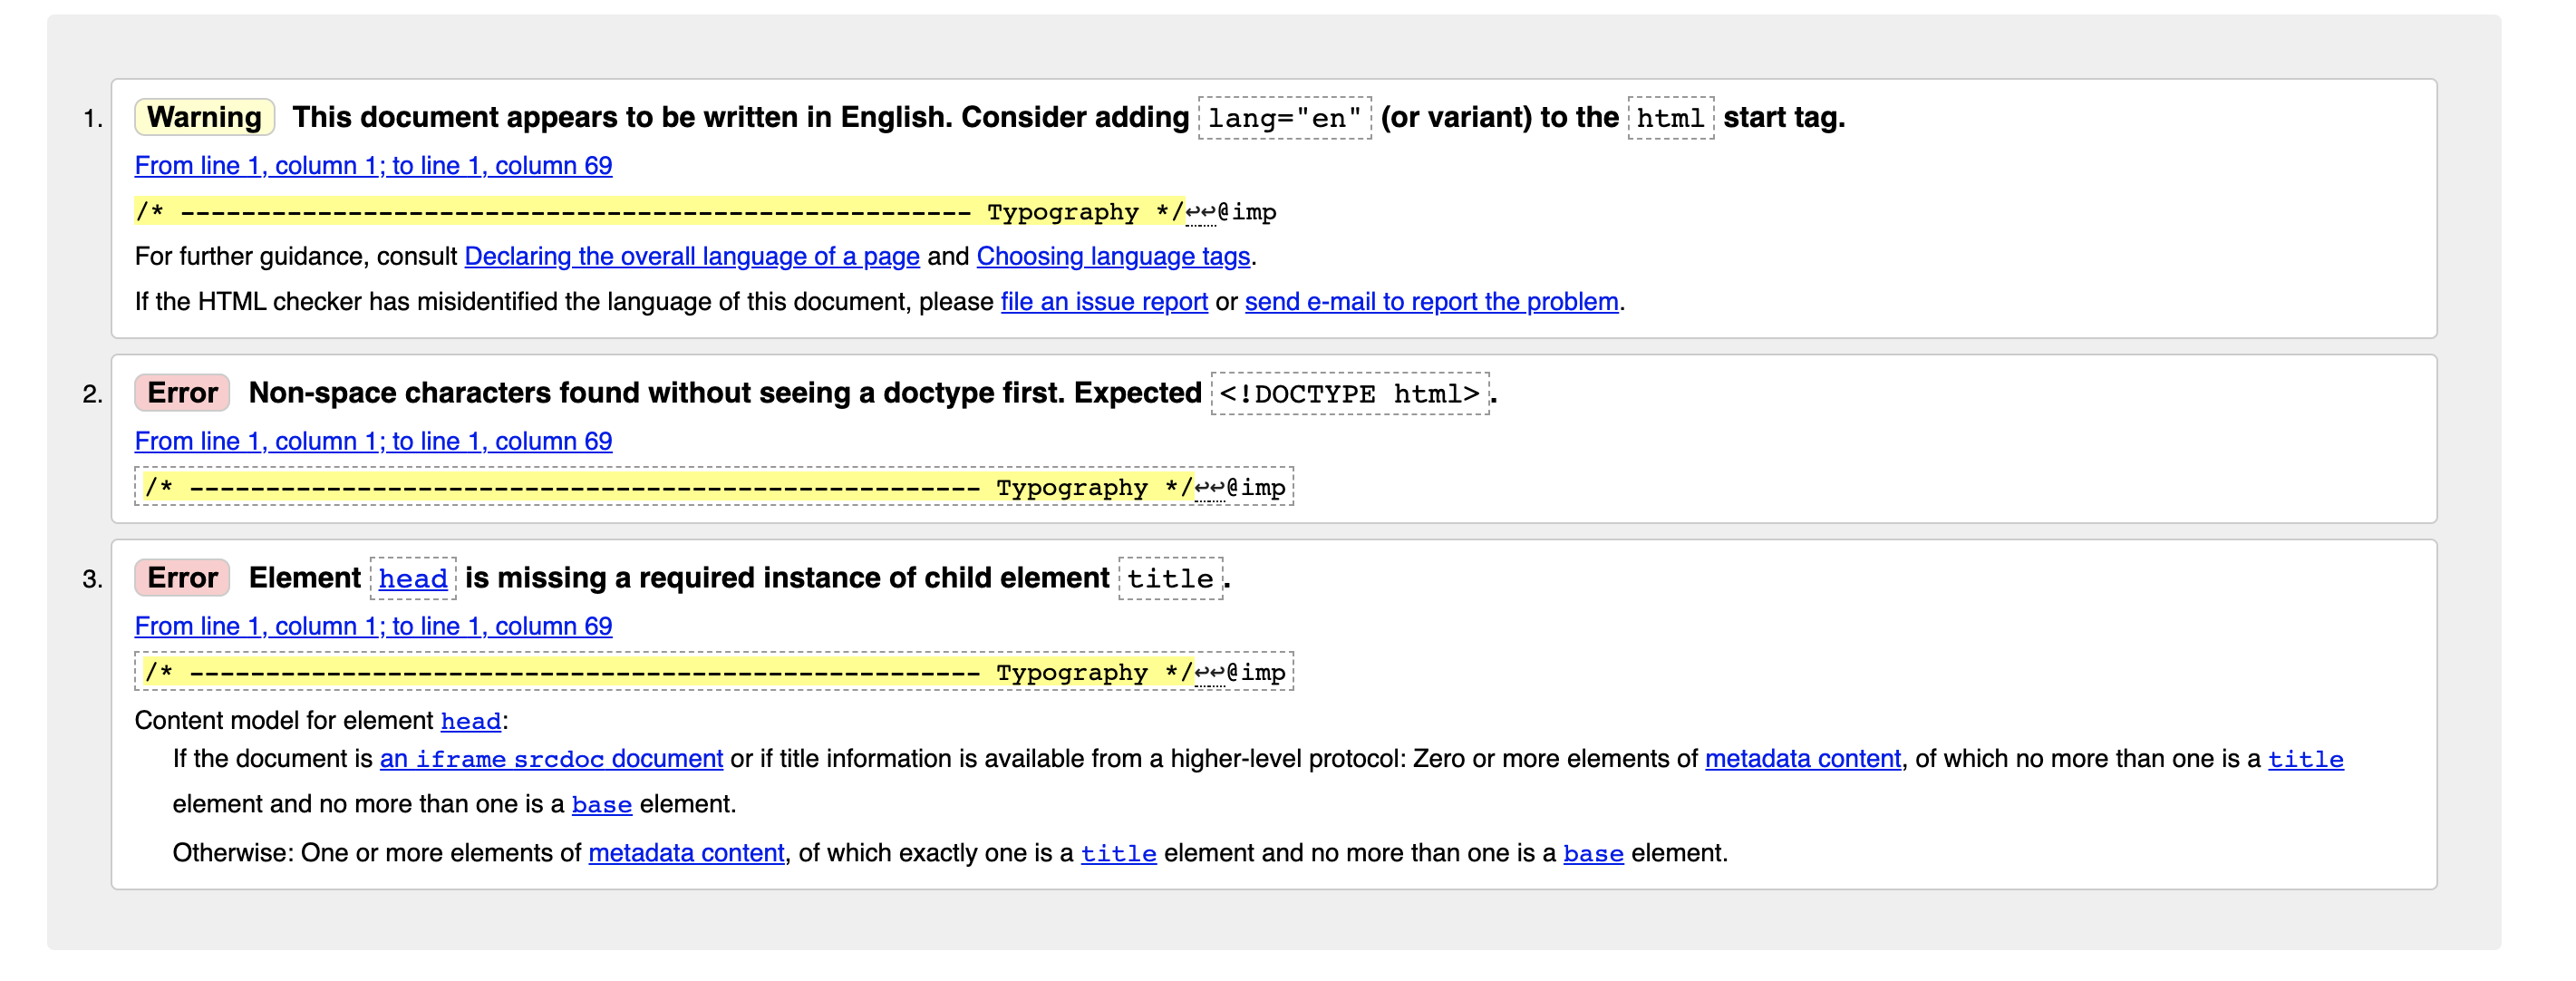 1. Warning This document appears to be written in English. Consider adding lang="en" (or variant) to the html start tag.
From line 1, column 1; to line 1, column 69
/* ---------------------------------------------------- Typography */↩↩@imp
For further guidance, consult Declaring the overall language of a page and Choosing language tags.
If the HTML checker has misidentified the language of this document, please file an issue report or send e-mail to report the problem.
2. Error Non-space characters found without seeing a doctype first. Expected <!DOCTYPE html>.
From line 1, column 1; to line 1, column 69
/* ---------------------------------------------------- Typography */↩↩@imp
3. Error Element head is missing a required instance of child element title.
From line 1, column 1; to line 1, column 69
/* ---------------------------------------------------- Typography */↩↩@imp
Content model for element head:
If the document is an iframe srcdoc document or if title information is available from a higher-level protocol: Zero or more elements of metadata content, of which no more than one is a title
element and no more than one is a base element.
Otherwise: One or more elements of metadata content, of which exactly one is a title element and no more than one is a base element.